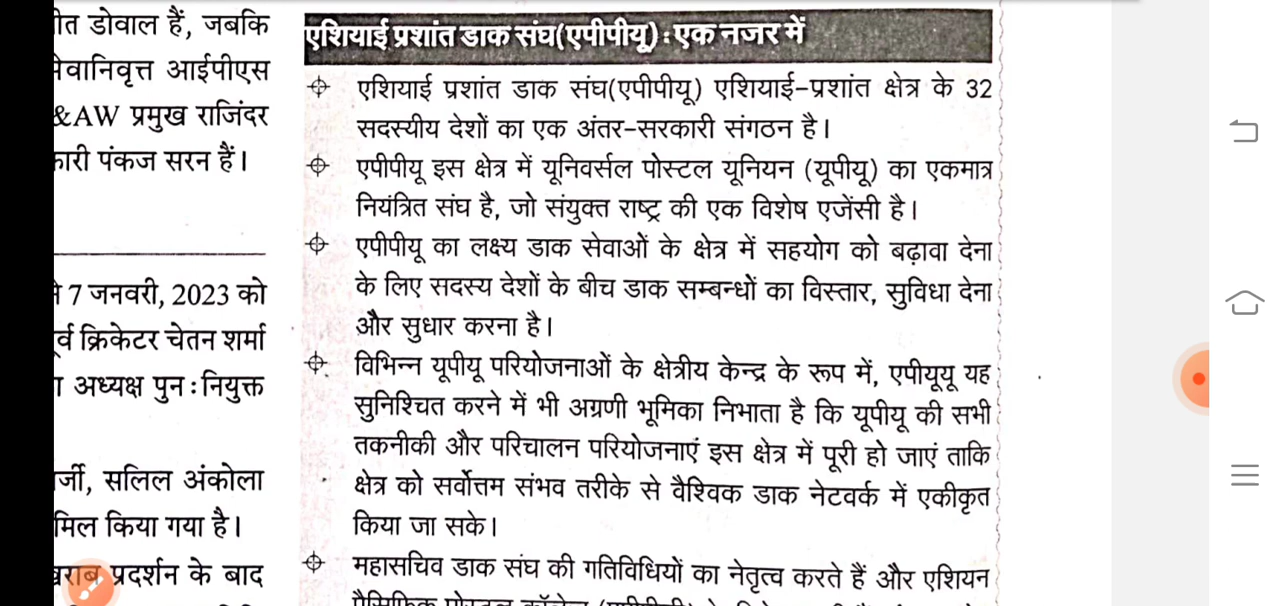 डोवाल हैं, जबकि
आईपीएस
&AW प्रमुख राजिंदर
पंकज सरन हैं।
7 जनवरी, 2023 को
क्रिकेटर चेतन शर्मा
अध्यक्ष पुनःनियुक्त
सलिल अंकोला
किया गया है।
प्रदर्शन के बाद
एशियाई प्रशांत डाक संघ(एपीपीयू) : एक नजर में
एशियाई प्रशांत डाक संघ(एपीपीयू) एशियाई-प्रशांत क्षेत्र के 32
सदस्यीय देशों का एक अंतर-सरकारी संगठन है।
एपीपीयू इस क्षेत्र में यूनिवर्सल पोस्टल यूनियन (यूपीयू) का एकमात्र
नियंत्रित संघ है, जो संयुक्त राष्ट्र की एक विशेष एजेंसी है।
एपीपीयू का लक्ष्य डाक सेवाओं के क्षेत्र में सहयोग को बढ़ावा देना
के लिए सदस्य देशों के बीच डाक सम्बन्धों का विस्तार, सुविधा देना
और सुधार करना है।
विभिन्न यूपीयू परियोजनाओं के क्षेत्रीय केन्द्र के रूप में, एपीयूयू यह
सुनिश्चित करने में भी अग्रणी भूमिका निभाता है कि यूपीयू की सभी
तकनीकी और परिचालन परियोजनाएं इस क्षेत्र में पूरी हो जाएं ताकि
क्षेत्र को सर्वोत्तम संभव तरीके से वैश्विक डाक नेटवर्क में एकीकृत
किया जा सके।
महासचिव डाक संघ की गतिविधियों का नेतृत्व करते हैं और एशियन